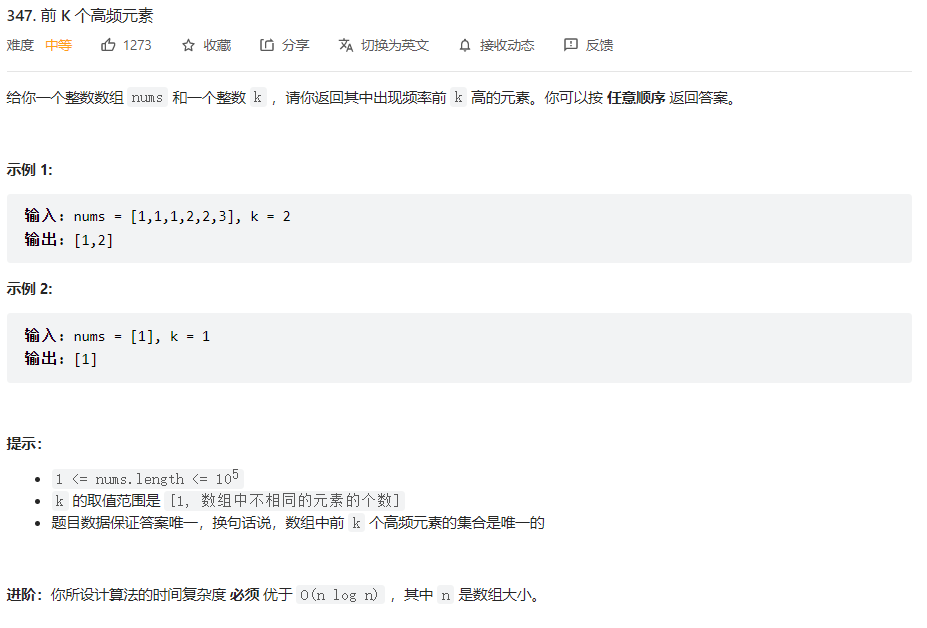 347. 前 K 个高频元素
难度 中等 1273 收藏 分享 切换为英文 接收动态 反馈
给你一个整数数组 nums 和一个整数 k ，请你返回其中出现频率前 k 高的元素。你可以按 任意顺序 返回答案。
示例 1:
输入: nums = [1,1,1,2,2,3], k = 2
输出: [1,2]
示例 2:
输入: nums = [1], k = 1
输出: [1]
提示：
• 1 <= nums.length <= 10⁵
• k 的取值范围是 [1, 数组中不相同的元素的个数]
• 题目数据保证答案唯一，换句话说，数组中前 k 个高频元素的集合是唯一的
进阶：你所设计算法的时间复杂度 必须 优于 O(n log n) ，其中 n 是数组大小。